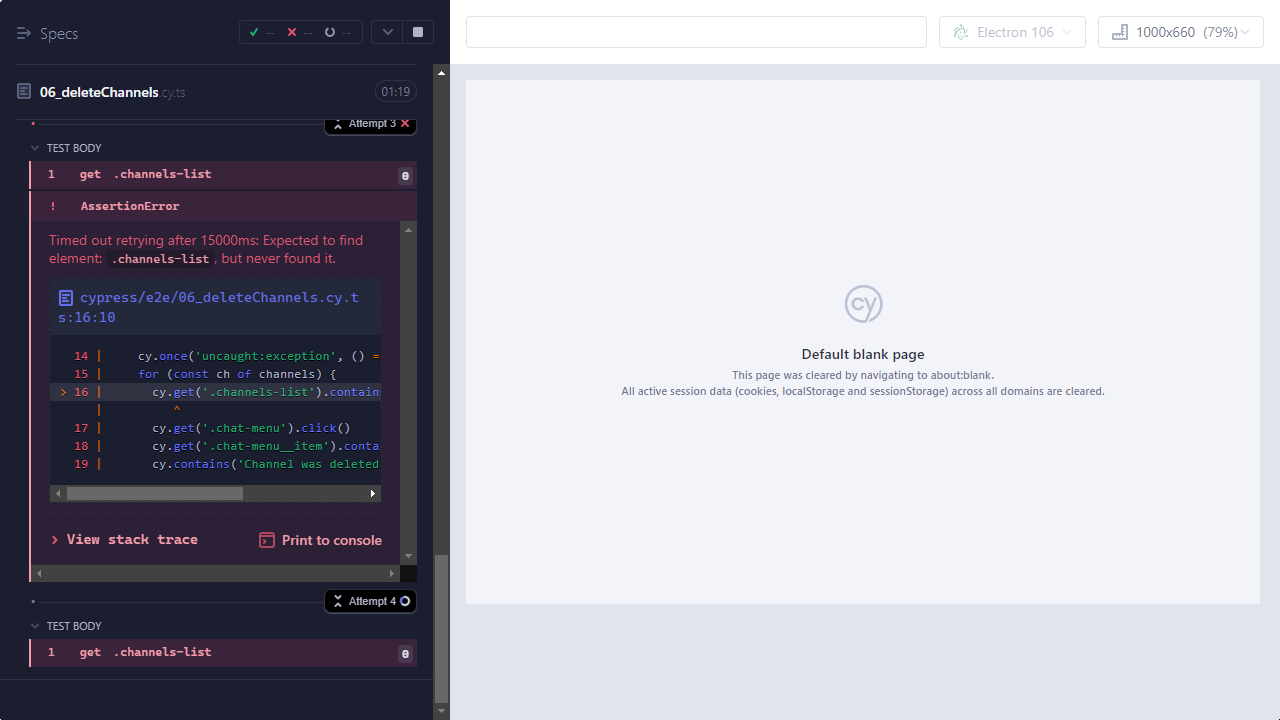 Specs
-- -- --
Electron 106
1000x660 (79%)
06_deleteChannels.cy.ts
01:19
Attempt 3
TEST BODY
1 get .channels-list 0
! AssertionError
Timed out retrying after 15000ms: Expected to find
element: .channels-list, but never found it.
cypress/e2e/06_deleteChannels.cy.t
s:16:10
14 | cy.once('uncaught:exception', () =
15 | for (const ch of channels) {
> 16 | cy.get('.channels-list').contains
| ^
17 | cy.get('.chat-menu').click()
18 | cy.get('.chat-menu__item').conta
19 | cy.contains('Channel was deleted
View stack trace
Print to console
Attempt 4
TEST BODY
1 get .channels-list 0
cy
Default blank page
This page was cleared by navigating to about:blank.
All active session data (cookies, localStorage and sessionStorage) across all domains are cleared.